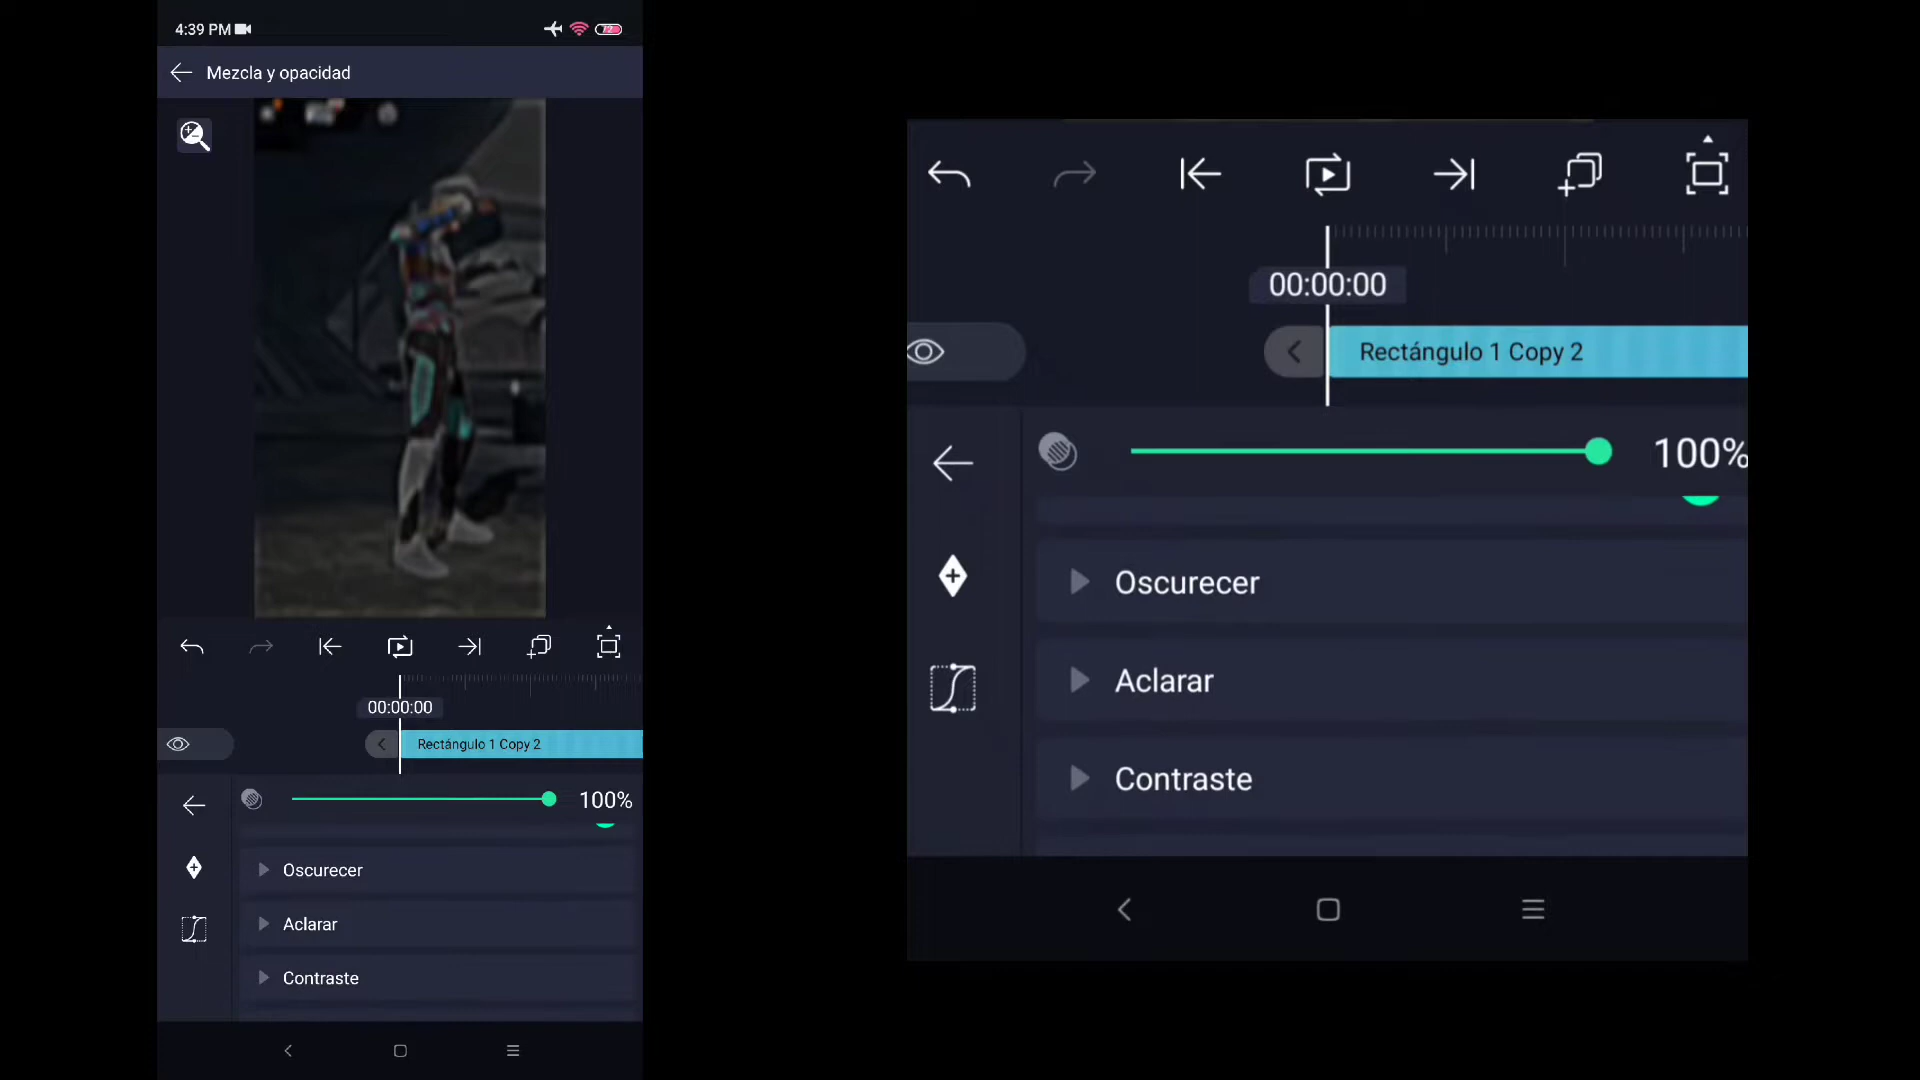 4:39 PM
72
Mezcla y opacidad
00:00:00
Rectángulo 1 Copy 2
100%
Oscurecer
Aclarar
Contraste
00:00:00
Rectángulo 1 Copy 2
100%
Oscurecer
Aclarar
Contraste